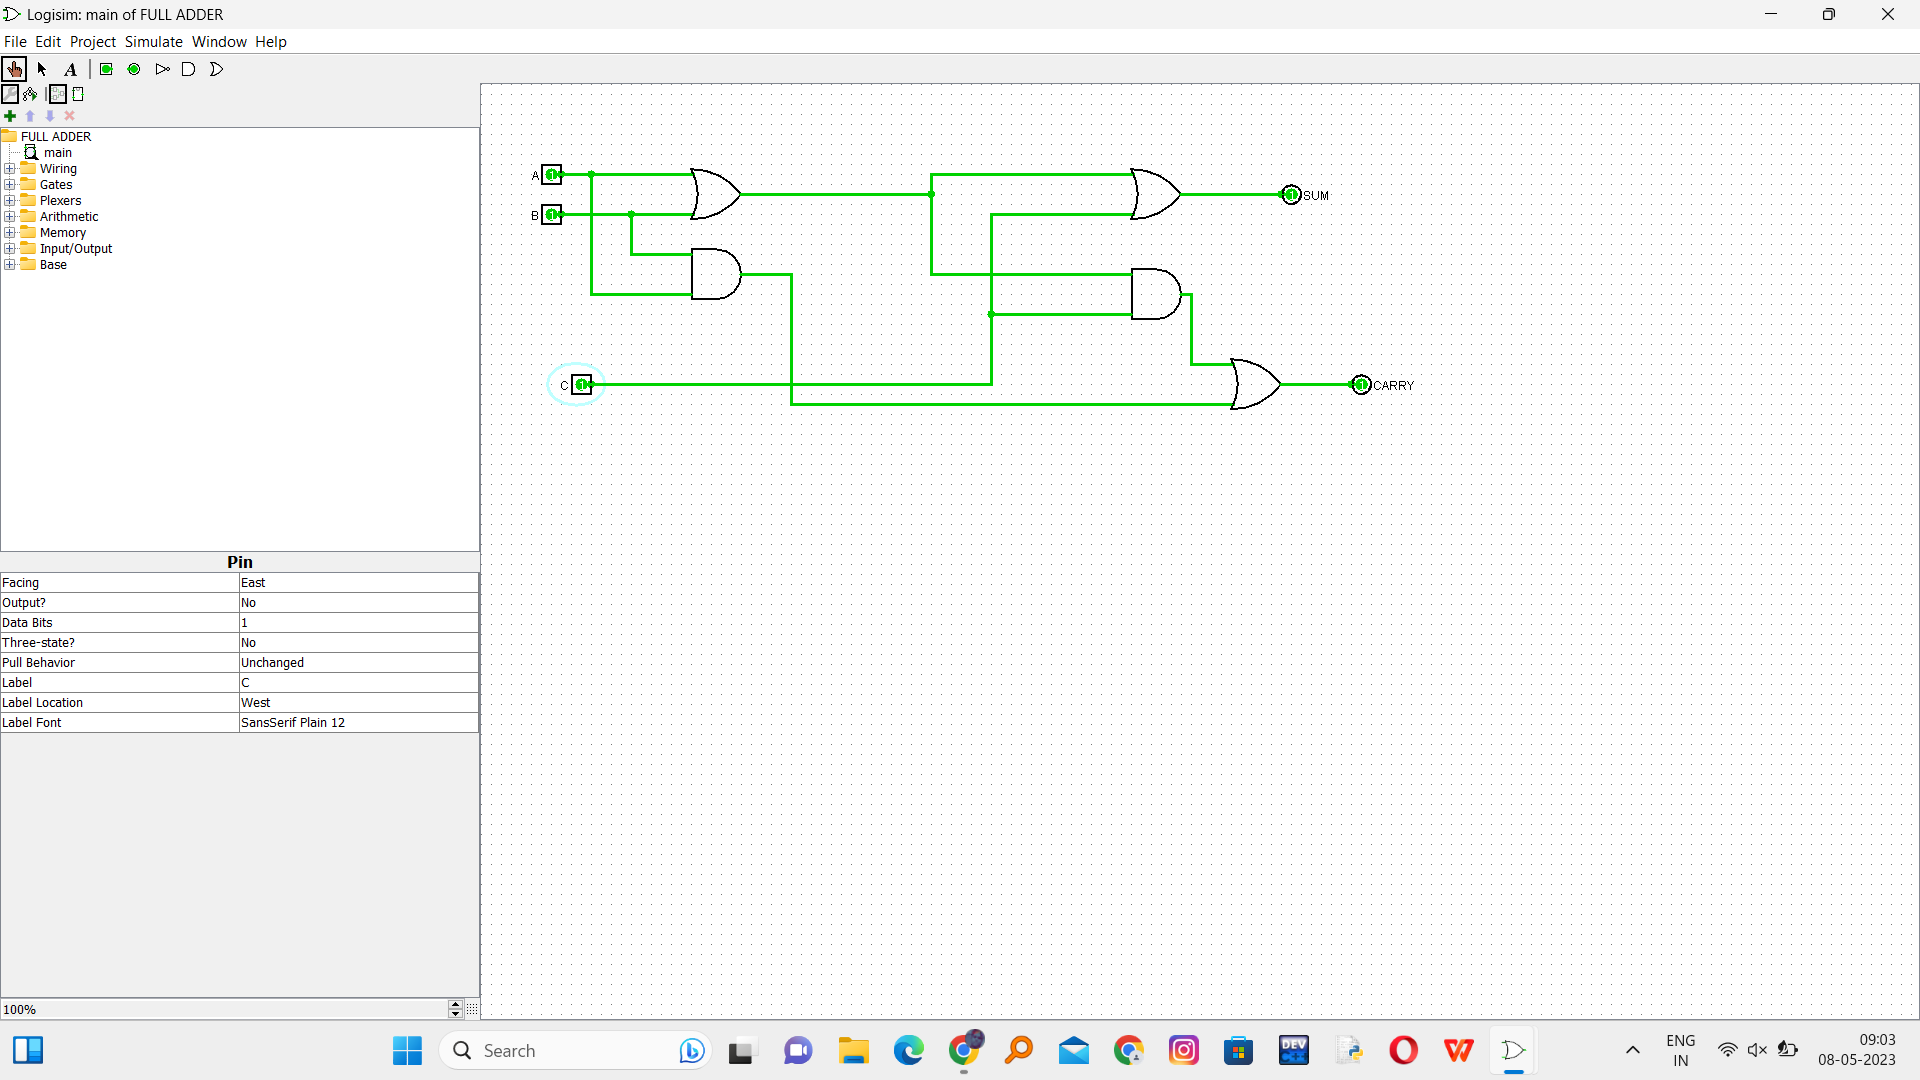 Logisim: main of FULL ADDER
File Edit Project Simulate Window Help
A
FULL ADDER
main
Wiring
Gates
Plexers
Arithmetic
Memory
Input/Output
Base
A 1
B 1
C 1
1 SUM
1 CARRY
Pin
Facing East
Output? No
Data Bits 1
Three-state? No
Pull Behavior Unchanged
Label C
Label Location West
Label Font SansSerif Plain 12
100%
Search
DEV C++
ENG
IN
09:03
08-05-2023